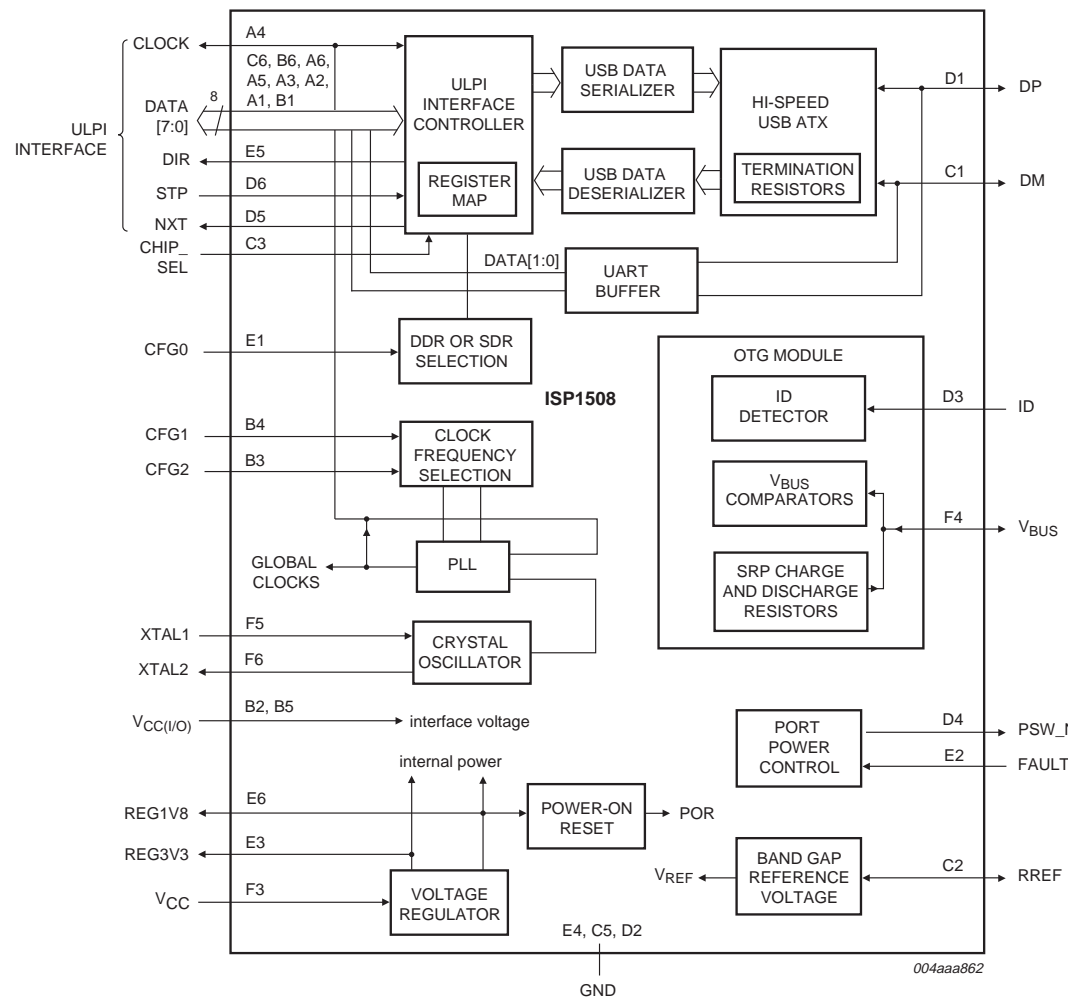 CLOCK
A4
C6, B6, A6,
A5, A3, A2,
A1, B1
8
DATA
[7:0]
ULPI
INTERFACE
DIR
E5
STP
D6
NXT
D5
CHIP_
SEL
C3
ULPI
INTERFACE
CONTROLLER
REGISTER
MAP
USB DATA
SERIALIZER
USB DATA
DESERIALIZER
HI-SPEED
USB ATX
TERMINATION
RESISTORS
D1
DP
C1
DM
DATA[1:0]
UART
BUFFER
CFG0
E1
DDR OR SDR
SELECTION
ISP1508
OTG MODULE
ID
DETECTOR
D3
ID
VBUS
COMPARATORS
F4
VBUS
SRP CHARGE
AND DISCHARGE
RESISTORS
CFG1
B4
CFG2
B3
CLOCK
FREQUENCY
SELECTION
GLOBAL
CLOCKS
PLL
XTAL1
F5
XTAL2
F6
CRYSTAL
OSCILLATOR
VCC(I/O)
B2, B5
interface voltage
internal power
REG1V8
E6
REG3V3
E3
VCC
F3
VOLTAGE
REGULATOR
POWER-ON
RESET
POR
PORT
POWER
CONTROL
D4
PSW_N
E2
FAULT
VREF
BAND GAP
REFERENCE
VOLTAGE
C2
RREF
E4, C5, D2
GND
004aaa862